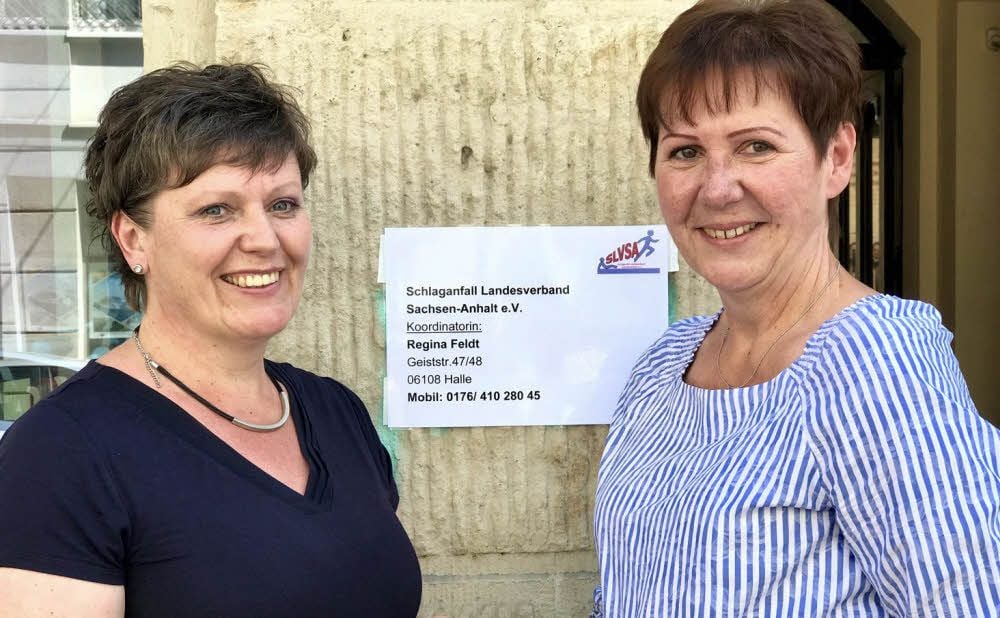 SLVSA
Schlaganfall Landesverband
Sachsen-Anhalt e.V.
Koordinatorin:
Regina Feldt
Geiststr.47/48
06108 Halle
Mobil: 0176/ 410 280 45